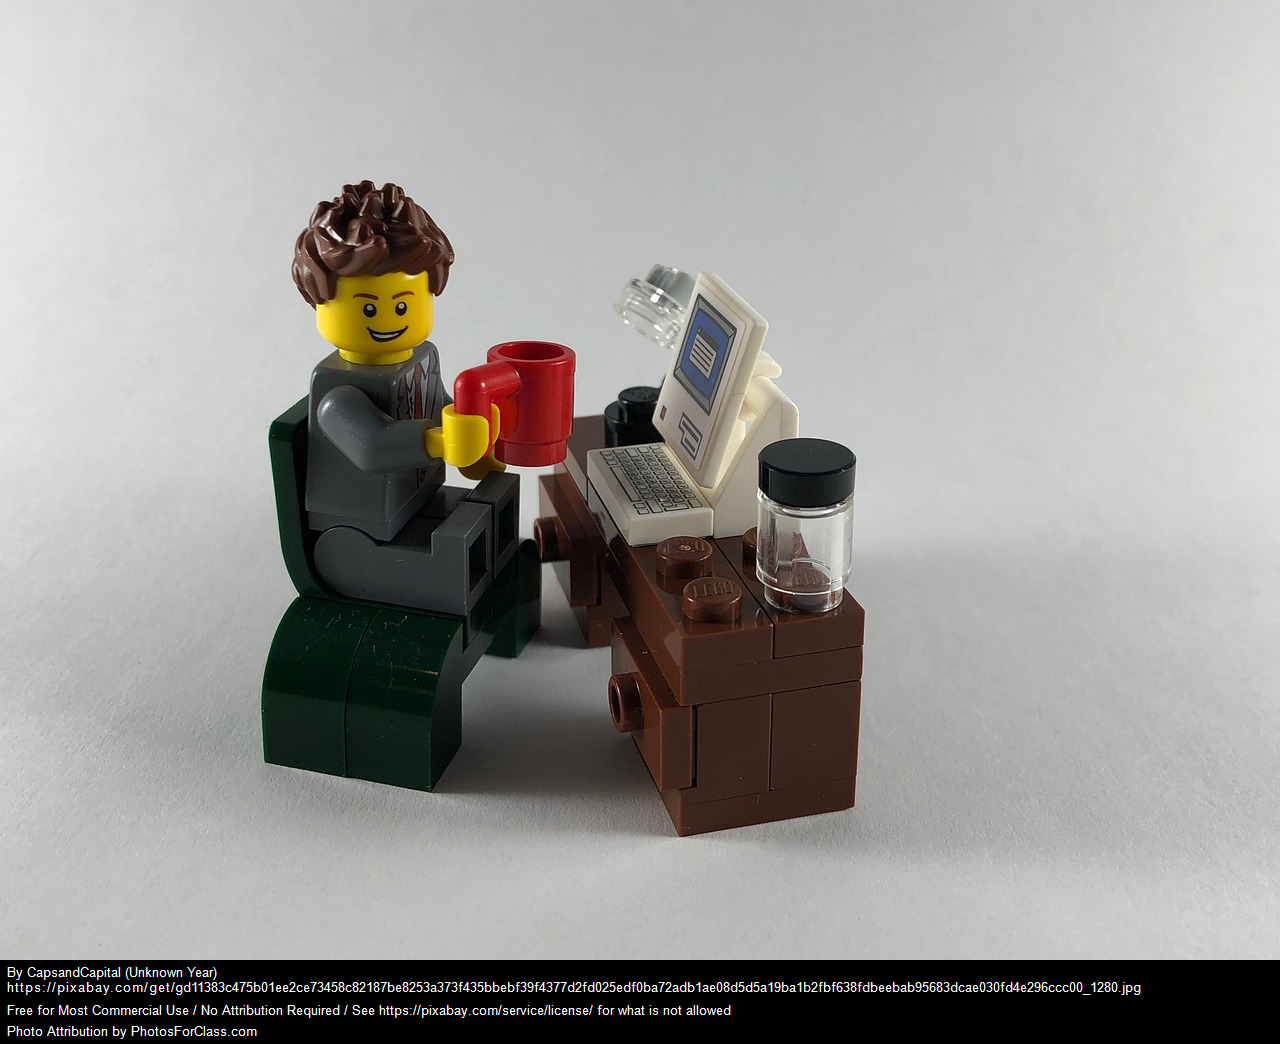 LEGO
By CapsandCapital (Unknown Year)
https://pixabay.com/get/gd11383c475b01ee2ce73458c82187be8253a373f435bbebf39f4377d2fd025edf0ba72adb1ae08d5d5a19ba1b2fbf638fdbeebab95683dcae030fd4e296ccc00_1280.jpg
Free for Most Commercial Use / No Attribution Required / See https://pixabay.com/service/license/ for what is not allowed
Photo Attribution by PhotosForClass.com